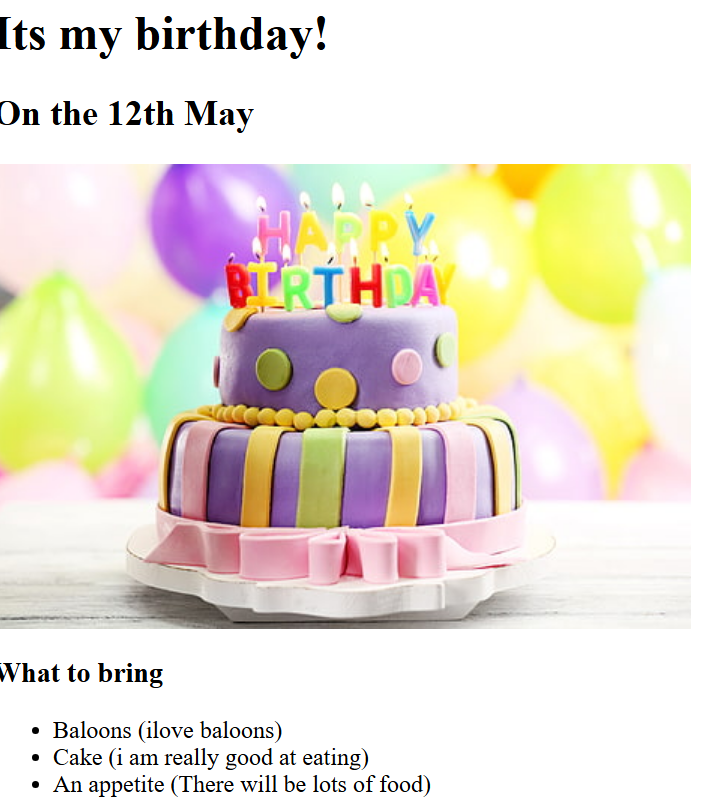 Its my birthday!
On the 12th May
HAPPY
BIRTHDAY
What to bring
Baloons (ilove baloons)
Cake (i am really good at eating)
An appetite (There will be lots of food)